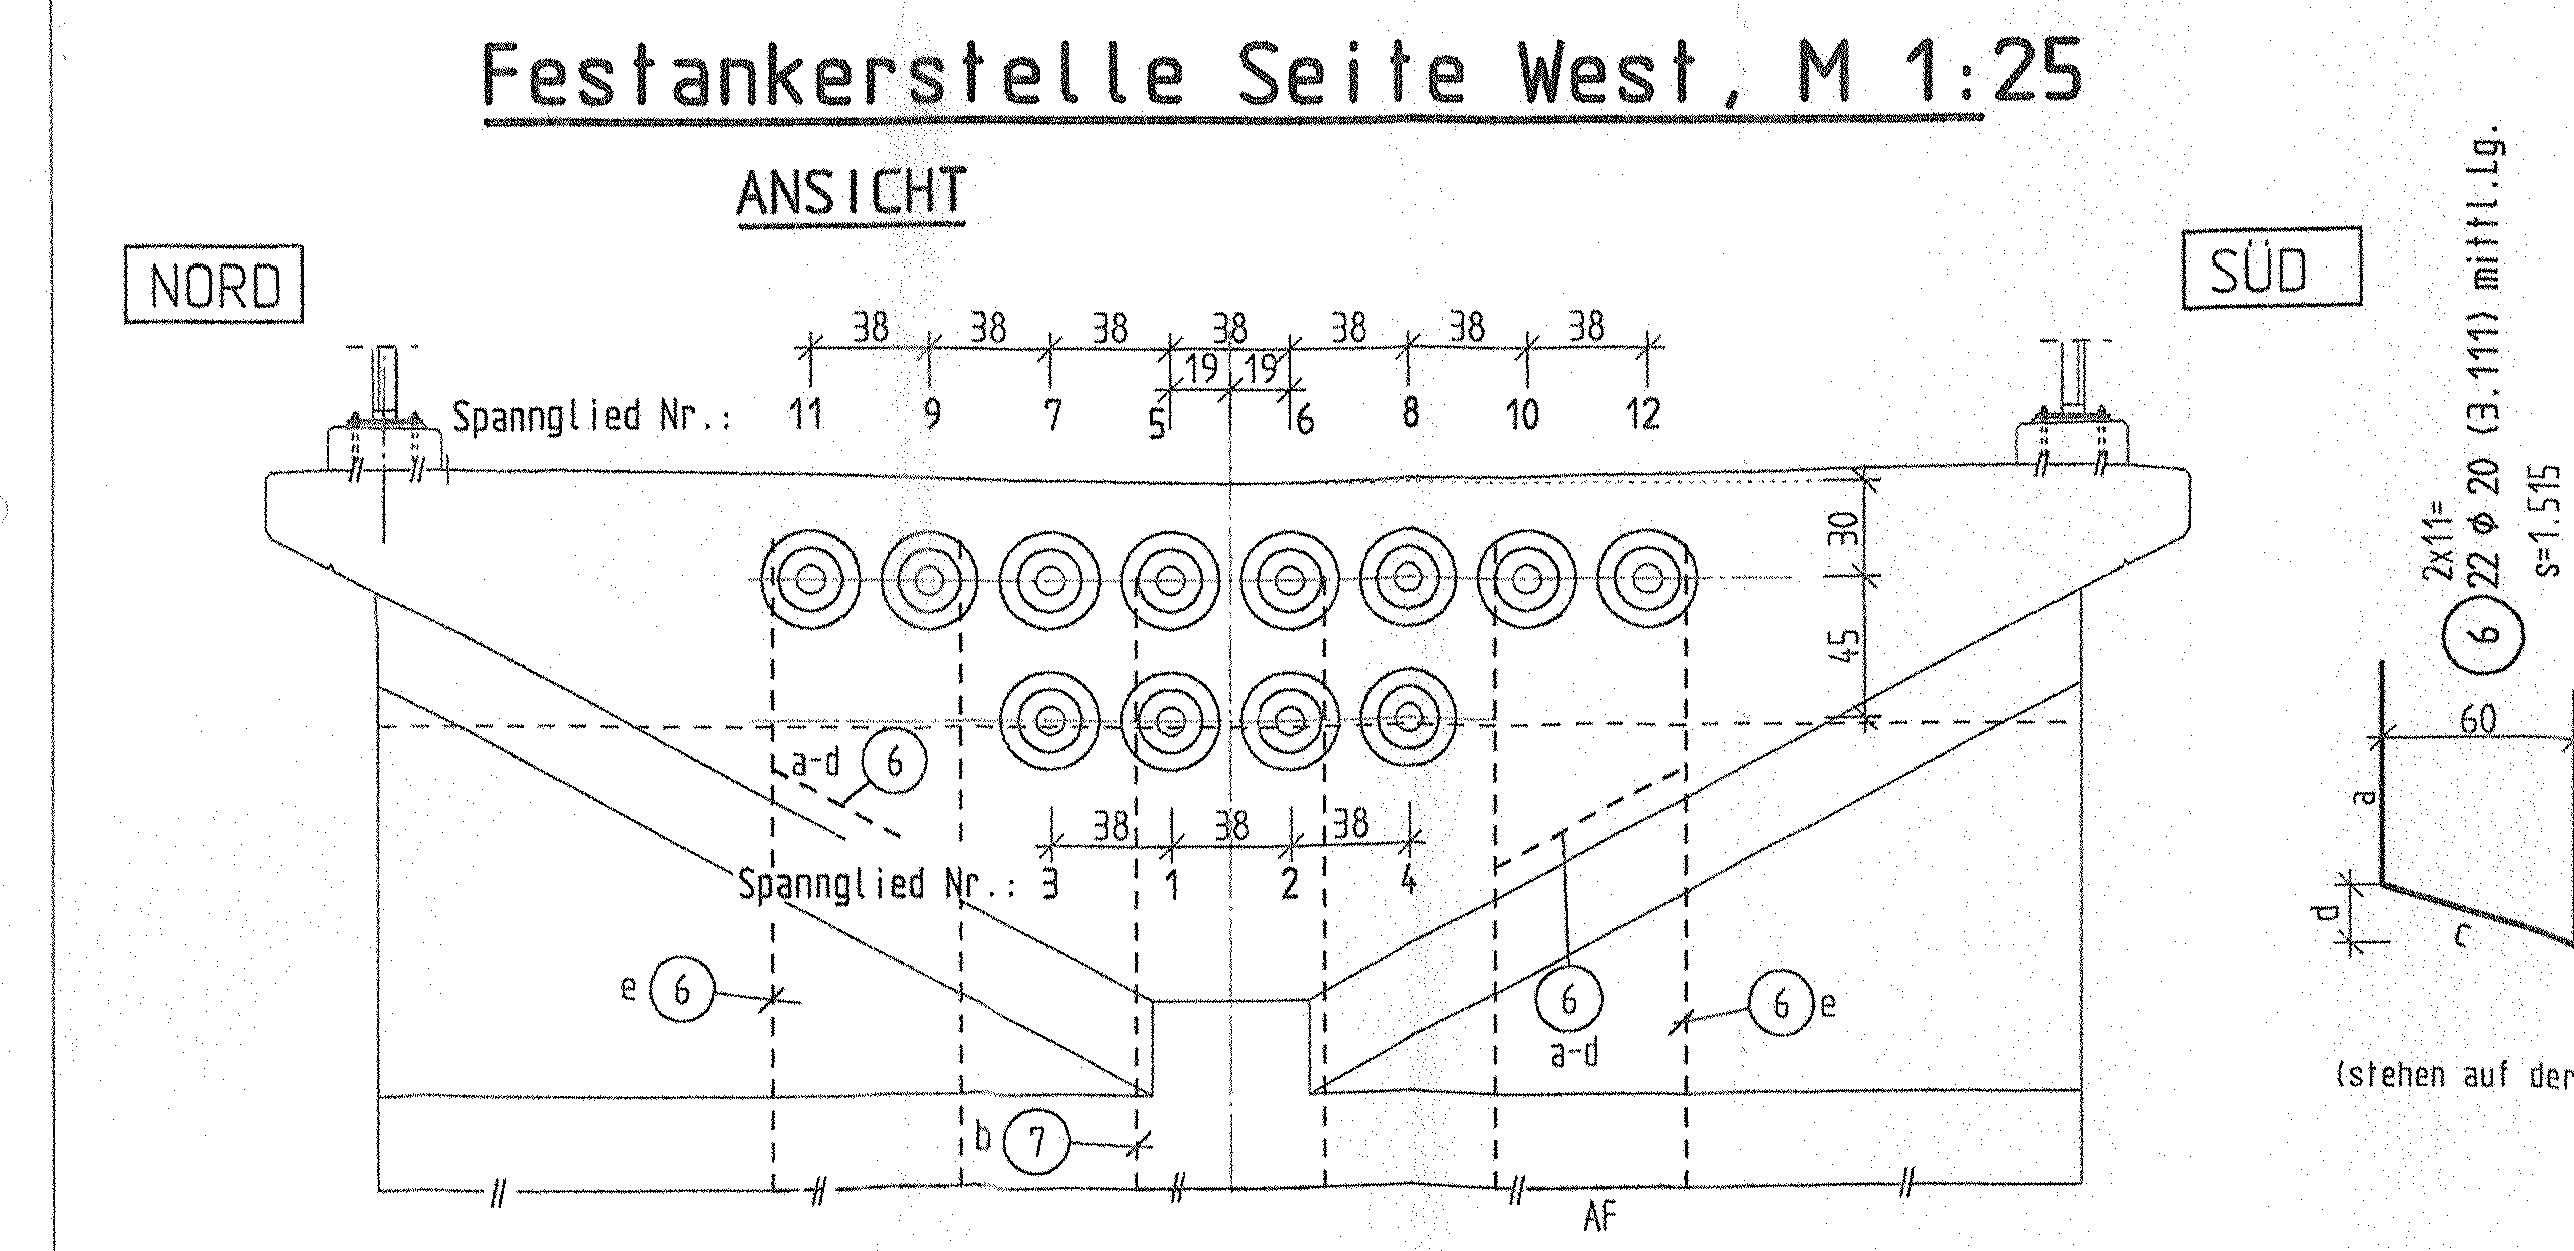 Festankerstelle Seite West, M 1:25
ANSICHT
NORD
SÜD
38 38 38 38 38 38 38
19 19
Spannglied Nr.: 11 9 7 5 6 8 10 12
30
45
a-d 6
38 38 38
Spannglied Nr.: 3 1 2 4
e 6
6
a-d
6 e
b 7
AF
2x11=
6 22 ϕ 20 (3.111) mittl.Lg.
s=1.515
60
a
d
c
(stehen auf der